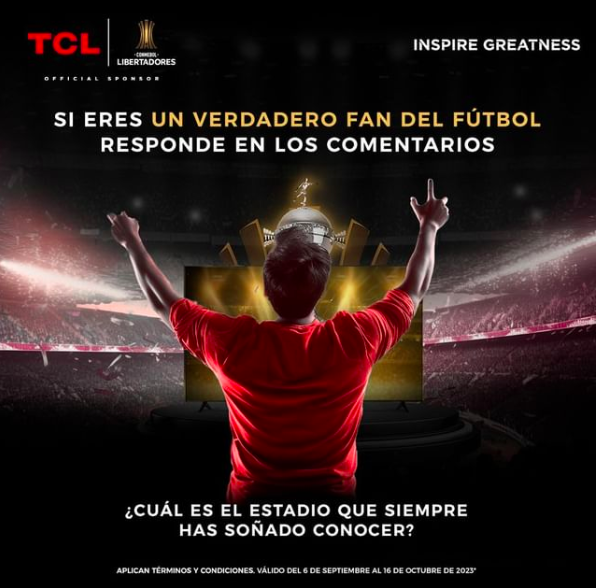 TCL
CONMEBOL
LIBERTADORES
OFFICIAL SPONSOR
INSPIRE GREATNESS
SI ERES UN VERDADERO FAN DEL FÚTBOL
RESPONDE EN LOS COMENTARIOS
¿CUÁL ES EL ESTADIO QUE SIEMPRE
HAS SOÑADO CONOCER?
APLICAN TÉRMINOS Y CONDICIONES. VÁLIDO DEL 6 DE SEPTIEMBRE AL 16 DE OCTUBRE DE 2023*